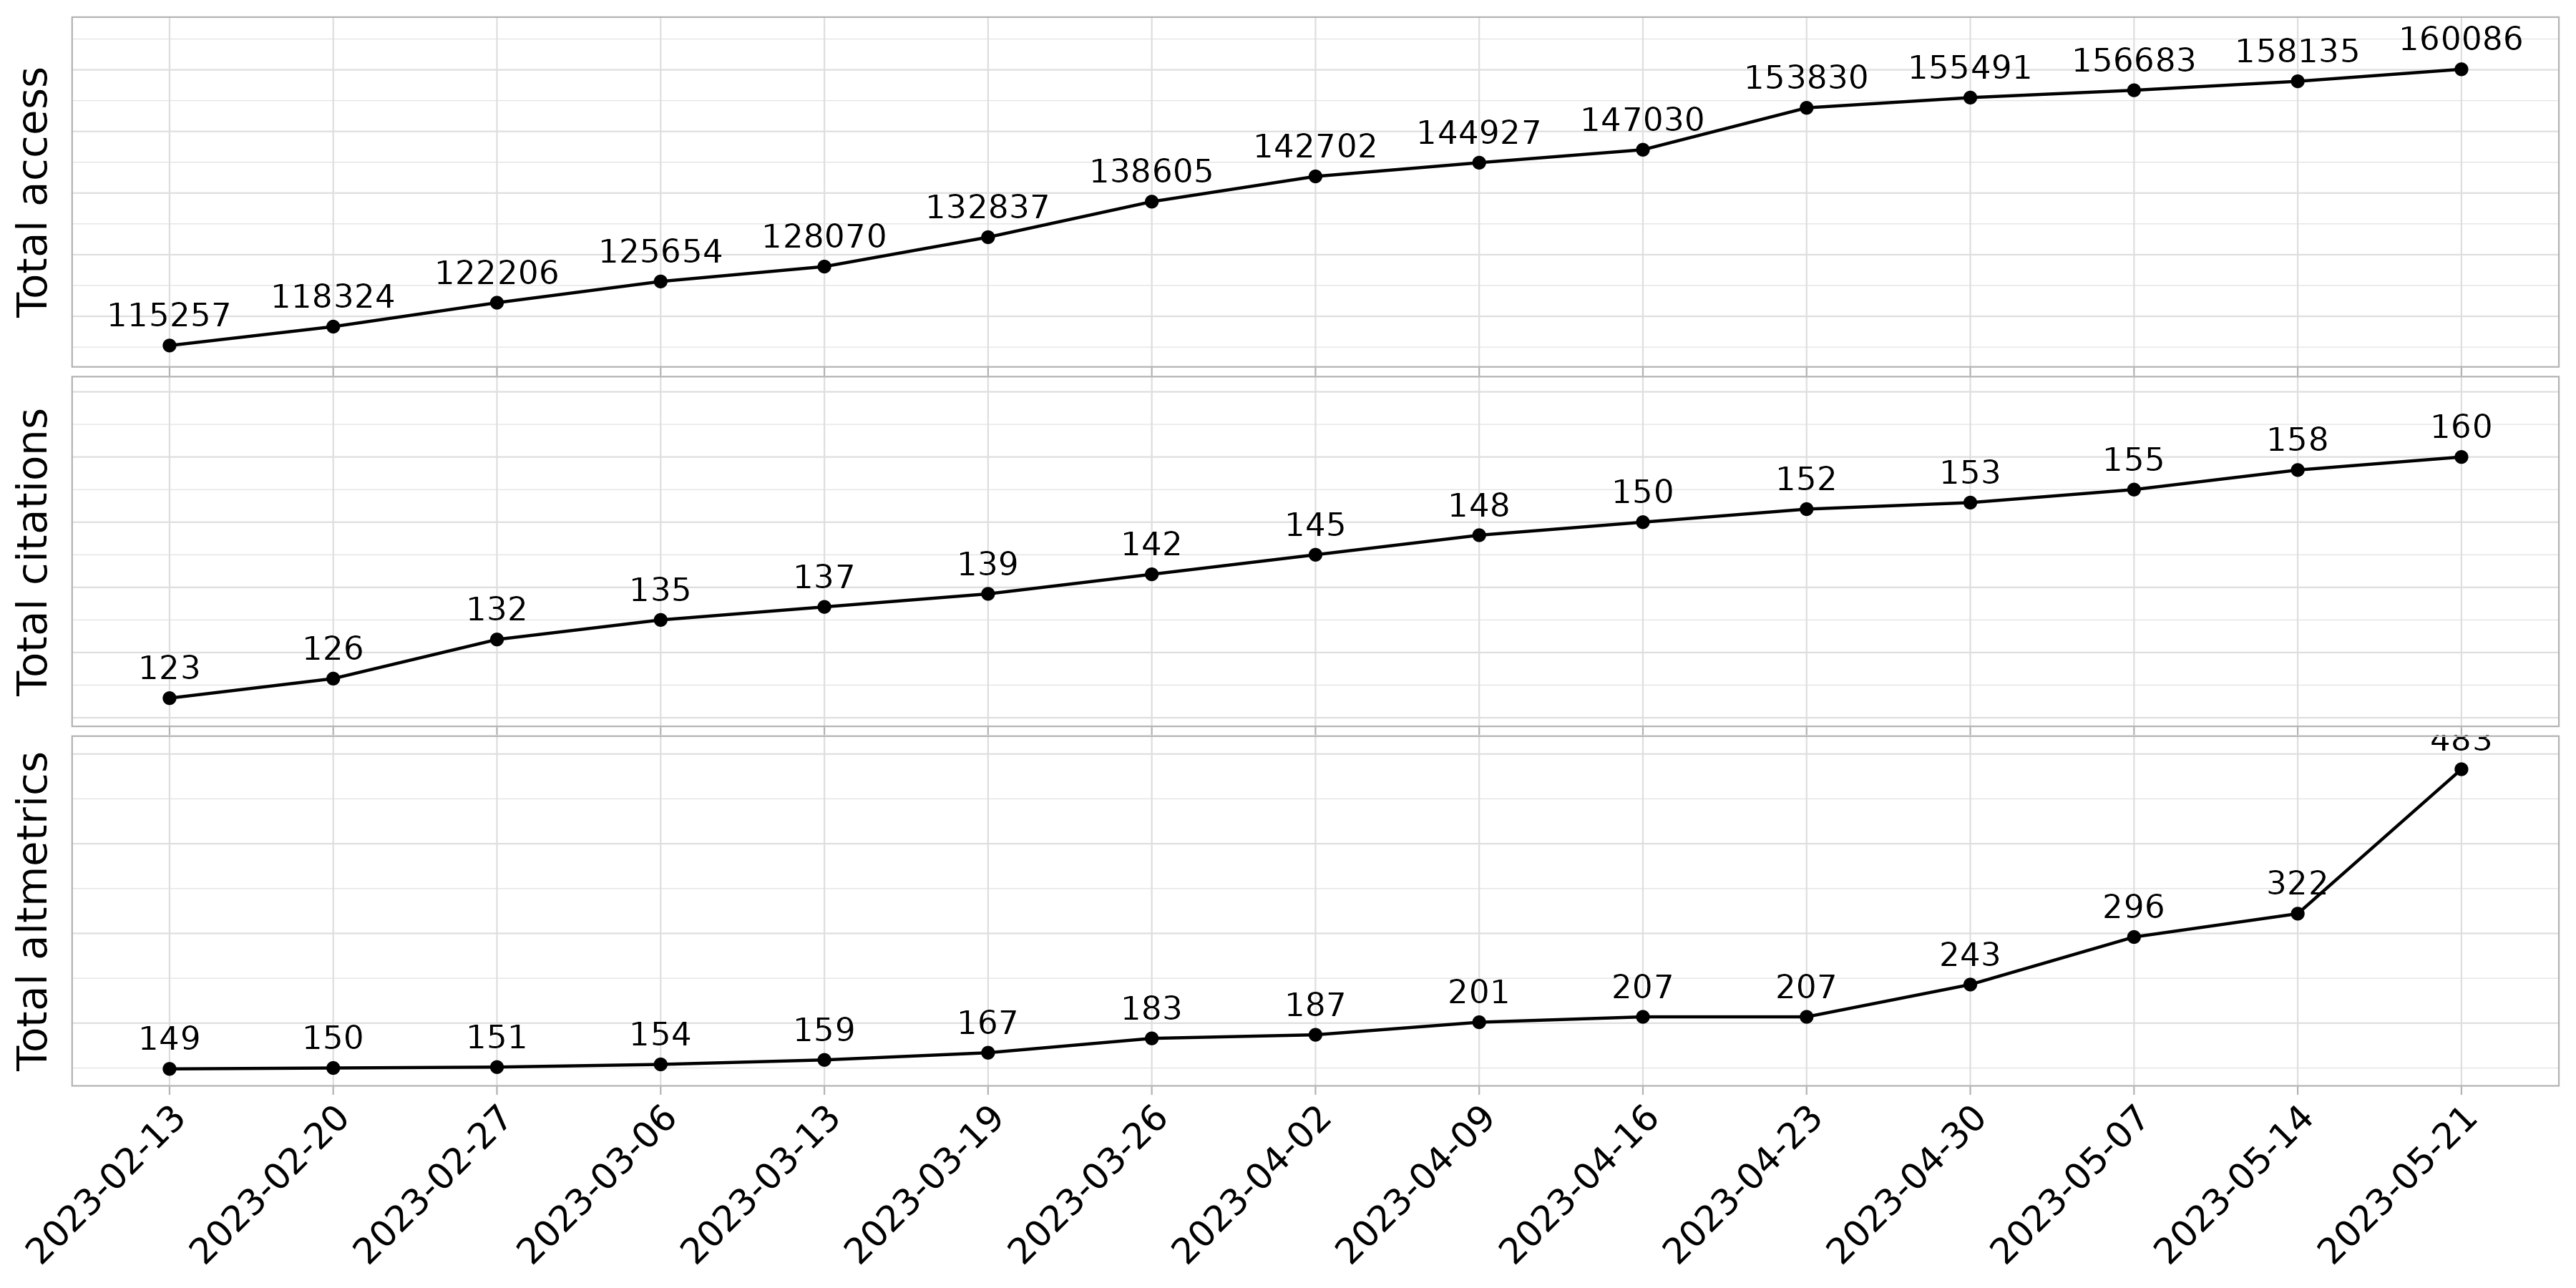 Total access
115257 118324 122206 125654 128070 132837 138605 142702 144927 147030 153830 155491 156683 158135 160086
Total citations
123 126 132 135 137 139 142 145 148 150 152 153 155 158 160
Total altmetrics
149 150 151 154 159 167 183 187 201 207 207 243 296 322 483
2023-02-13 2023-02-20 2023-02-27 2023-03-06 2023-03-13 2023-03-19 2023-03-26 2023-04-02 2023-04-09 2023-04-16 2023-04-23 2023-04-30 2023-05-07 2023-05-14 2023-05-21